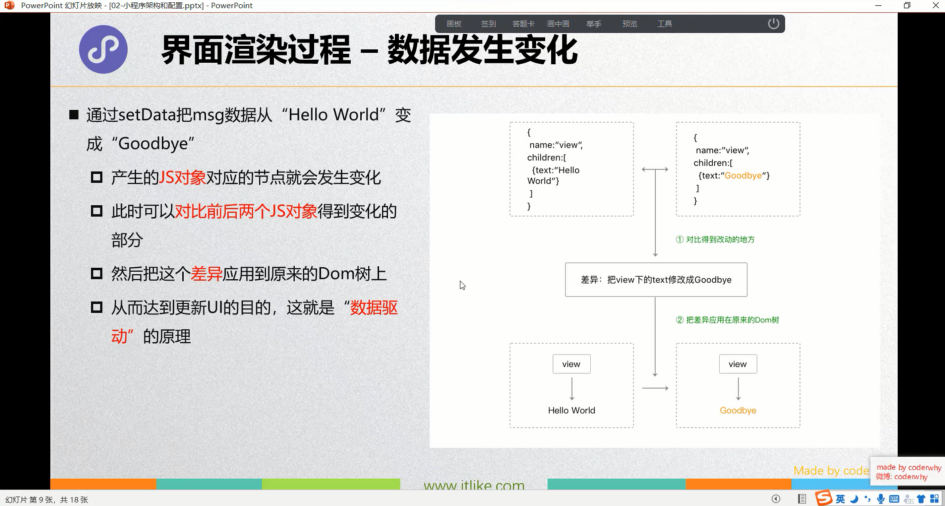 PowerPoint 幻灯片放映 - [02-小程序架构和配置.pptx] - PowerPoint
画板 签到 答题卡 画中画 举手 预览 工具
界面渲染过程 – 数据发生变化
通过setData把msg数据从“Hello World”变
成“Goodbye”
产生的JS对象对应的节点就会发生变化
此时可以对比前后两个JS对象得到变化的
部分
然后把这个差异应用到原来的Dom树上
从而达到更新UI的目的，这就是“数据驱
动”的原理
{
name:“view”,
children:[
{text:“Hello
World”}
]
}
{
name:“view”,
children:[
{text:“Goodbye”}
]
}
① 对比得到改动的地方
差异：把view下的text修改成Goodbye
② 把差异应用在原来的Dom树
view
Hello World
view
Goodbye
Made by code
made by coderwhy
微博: coderwhy
www.itlike.com
幻灯片 第 9 张，共 18 张
英